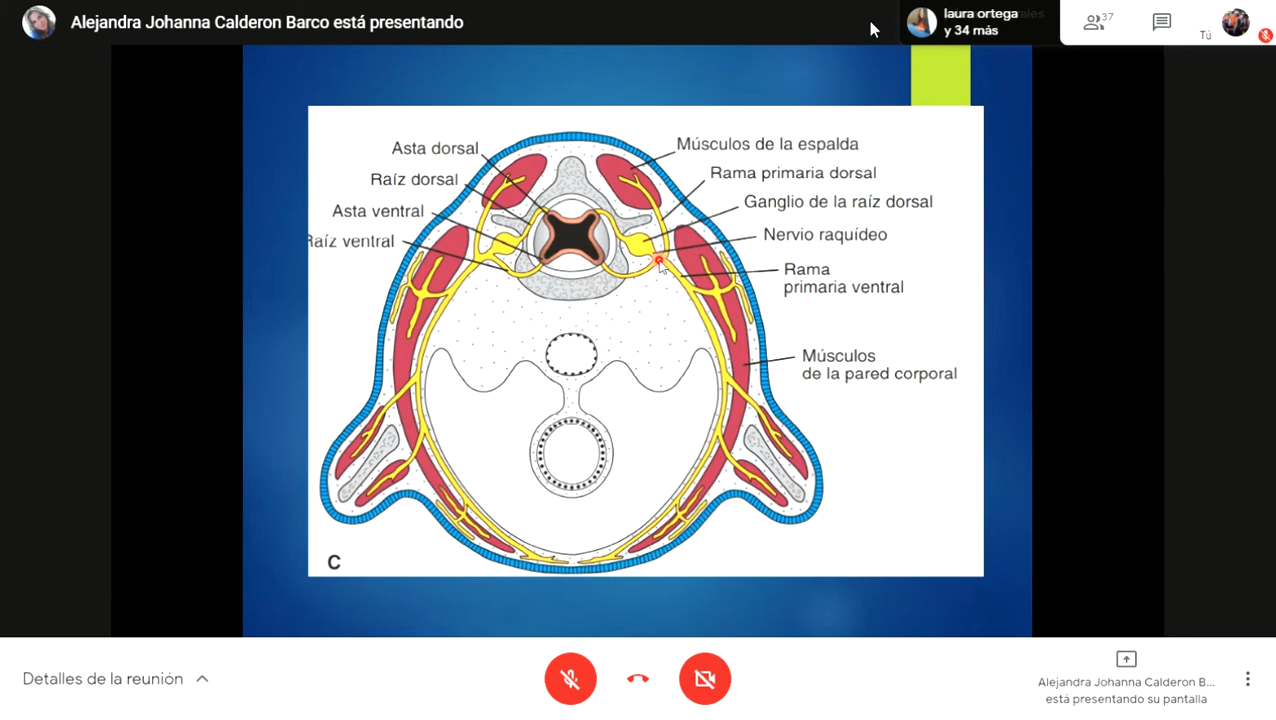 Alejandra Johanna Calderon Barco está presentando
laura ortega
y 34 más
37
Tú
Asta dorsal
Raíz dorsal
Asta ventral
Raíz ventral
Músculos de la espalda
Rama primaria dorsal
Ganglio de la raíz dorsal
Nervio raquídeo
Rama
primaria ventral
Músculos
de la pared corporal
C
Detalles de la reunión
Alejandra Johanna Calderon B...
está presentando su pantalla